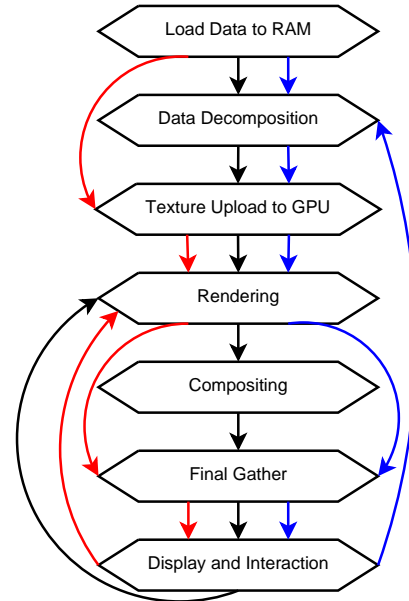 Load Data to RAM
Data Decomposition
Texture Upload to GPU
Rendering
Compositing
Final Gather
Display and Interaction